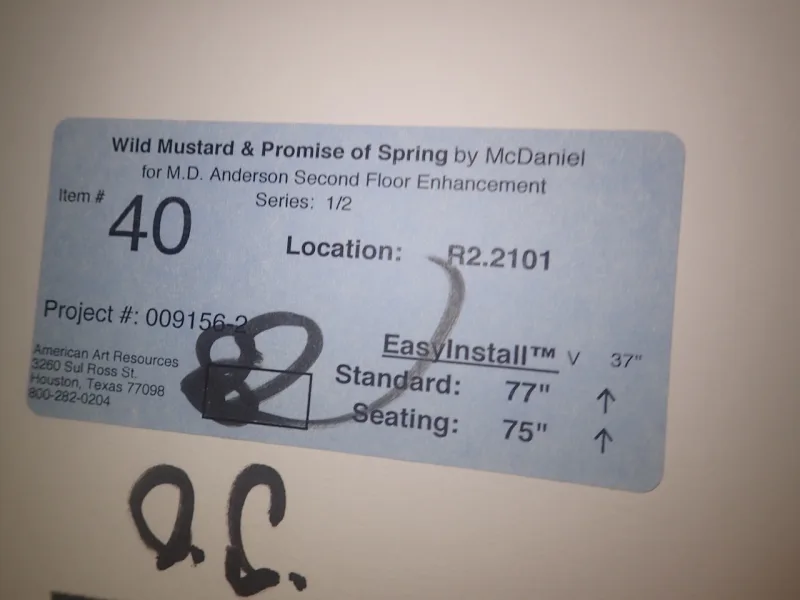 Wild Mustard & Promise of Spring by McDaniel
for M.D. Anderson Second Floor Enhancement
Item # 40 Series: 1/2
Location: R2.2101
Project #: 009156-2
EasyInstall™ V 37"
Standard: 77" ↑
Seating: 75" ↑
American Art Resources
3260 Sul Ross St.
Houston, Texas 77098
800-282-0204